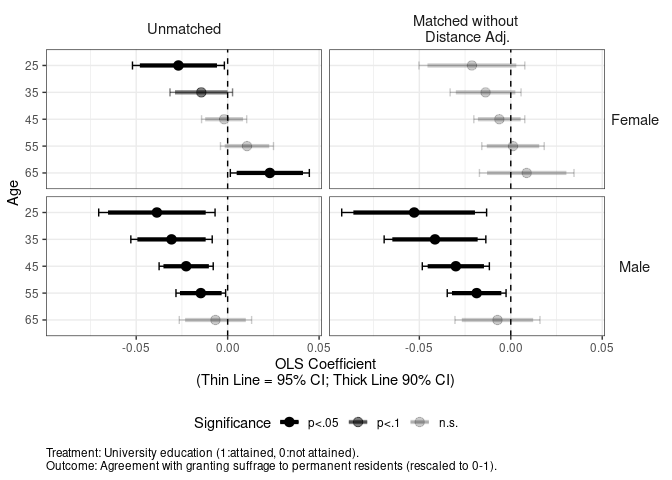 Unmatched
Matched without
Distance Adj.
25
35
45
55
65
Female
Age
25
35
45
55
65
Male
-0.05
0.00
0.05
-0.05
0.00
0.05
OLS Coefficient
(Thin Line = 95% CI; Thick Line 90% CI)
Significance p<.05 p<.1 n.s.
Treatment: University education (1:attained, 0:not attained).
Outcome: Agreement with granting suffrage to permanent residents (rescaled to 0-1).